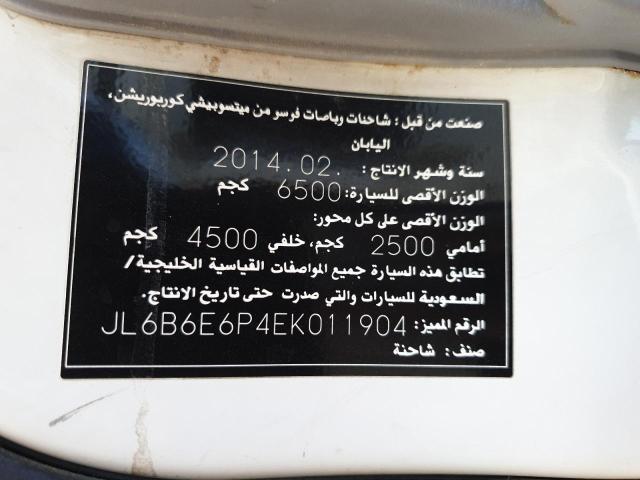 صنعت من قبل : شاحنات وباصات فوسو من ميتسوبيشي كوربوريشن،
اليابان
سنة وشهر الانتاج : 2014.02.
الوزن الأقصى للسيارة: 6500 كجم
الوزن الأقصى على كل محور:
أمامي 2500 كجم، خلفي 4500 كجم
تطابق هذه السيارة جميع المواصفات القياسية الخليجية/
السعودية للسيارات والتي صدرت حتى تاريخ الانتاج.
الرقم المميز: JL6B6E6P4EK011904
صنف : شاحنة